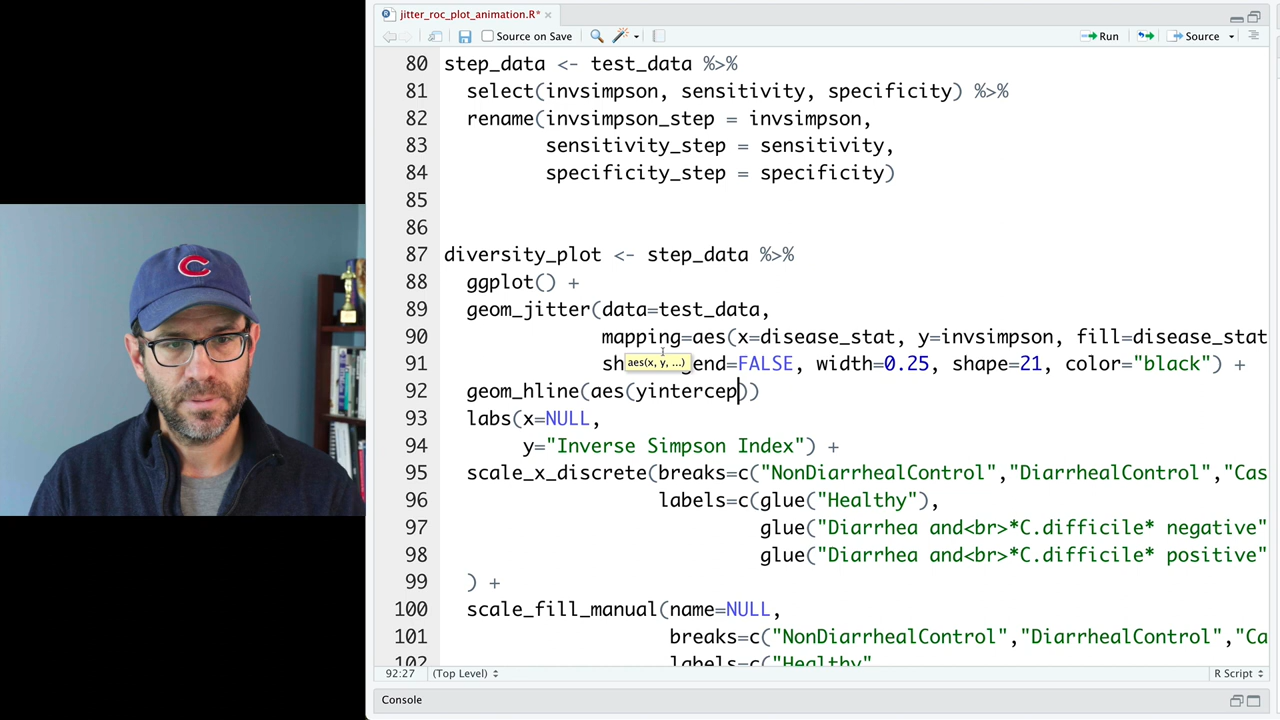 jitter_roc_plot_animation.R*
Source on Save
Run
Source
80 step_data <- test_data %>%
81 select(invsimpson, sensitivity, specificity) %>%
82 rename(invsimpson_step = invsimpson,
83 sensitivity_step = sensitivity,
84 specificity_step = specificity)
85
86
87 diversity_plot <- step_data %>%
88 ggplot() +
89 geom_jitter(data=test_data,
90 mapping=aes(x=disease_stat, y=invsimpson, fill=disease_stat
aes(x, y, ...)
91 sh end=FALSE, width=0.25, shape=21, color="black") +
92 geom_hline(aes(yintercep))
93 labs(x=NULL,
94 y="Inverse Simpson Index") +
95 scale_x_discrete(breaks=c("NonDiarrhealControl","DiarrhealControl","Cas
96 labels=c(glue("Healthy"),
97 glue("Diarrhea and<br>*C.difficile* negative"
98 glue("Diarrhea and<br>*C.difficile* positive"
99 ) +
100 scale_fill_manual(name=NULL,
101 breaks=c("NonDiarrhealControl","DiarrhealControl","Ca
102 labels=c("Healthy"
92:27 (Top Level) R Script
Console
C